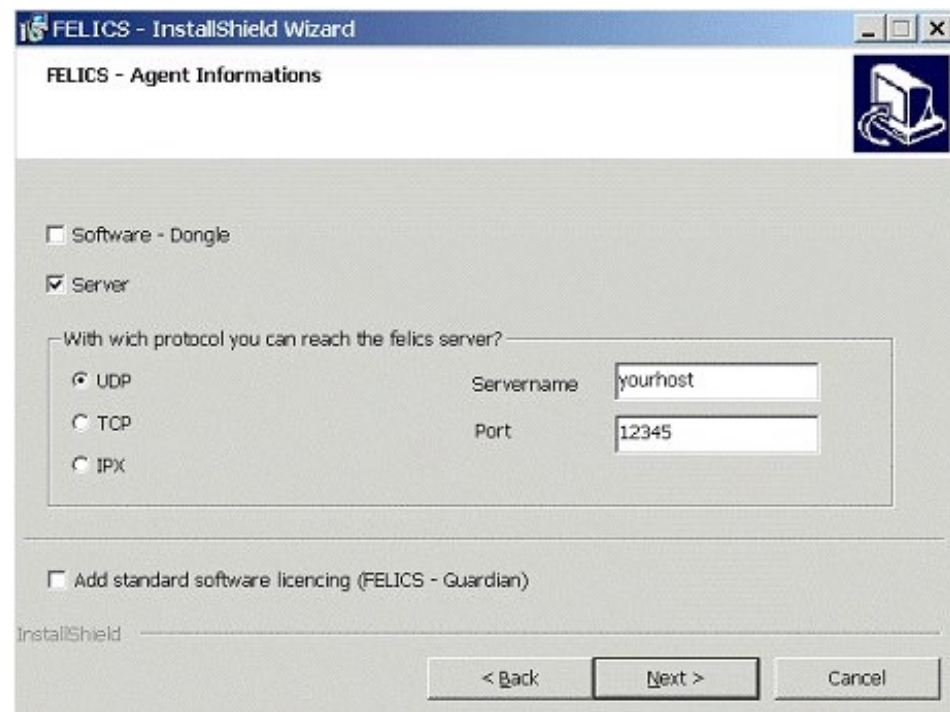 FELICS - InstallShield Wizard
FELICS - Agent Informations
Software - Dongle
Server
With wich protocol you can reach the felics server?
UDP
Servername
yourhost
TCP
Port
12345
IPX
Add standard software licencing (FELICS - Guardian)
InstallShield
< Back
Next >
Cancel